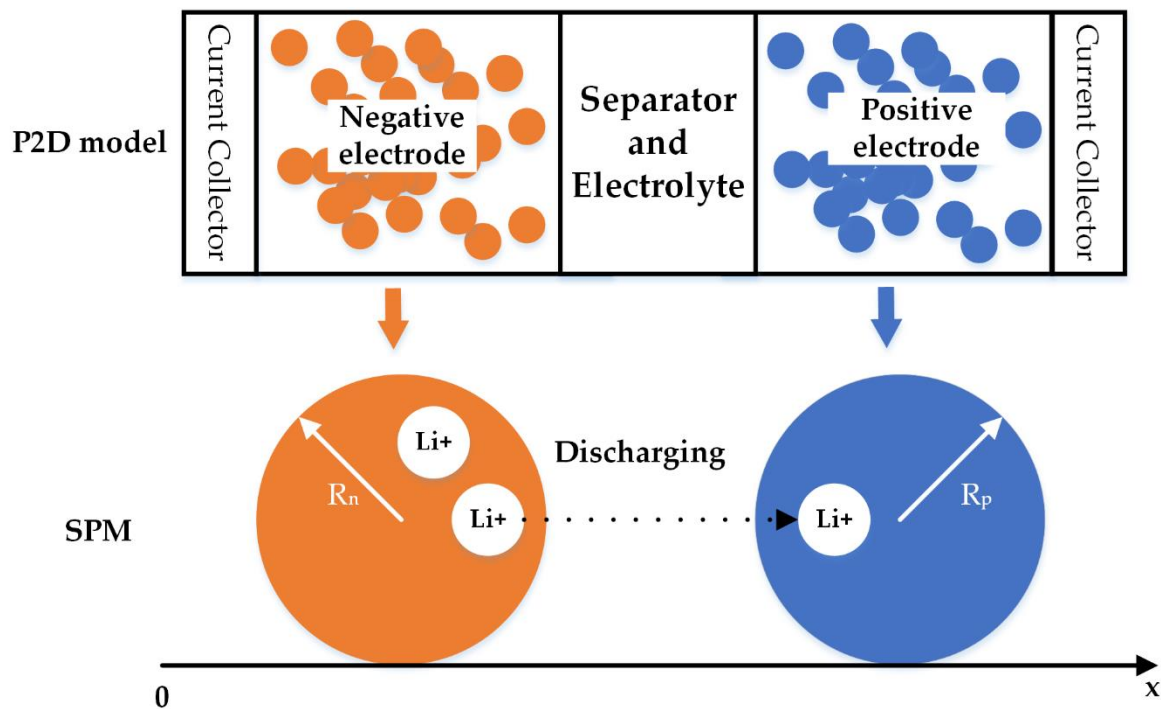 P2D model
Current Collector
Negative
electrode
Separator
and
Electrolyte
Positive
electrode
Current Collector
SPM
Rn
Li+
Li+
Discharging
Li+
Rp
0
x